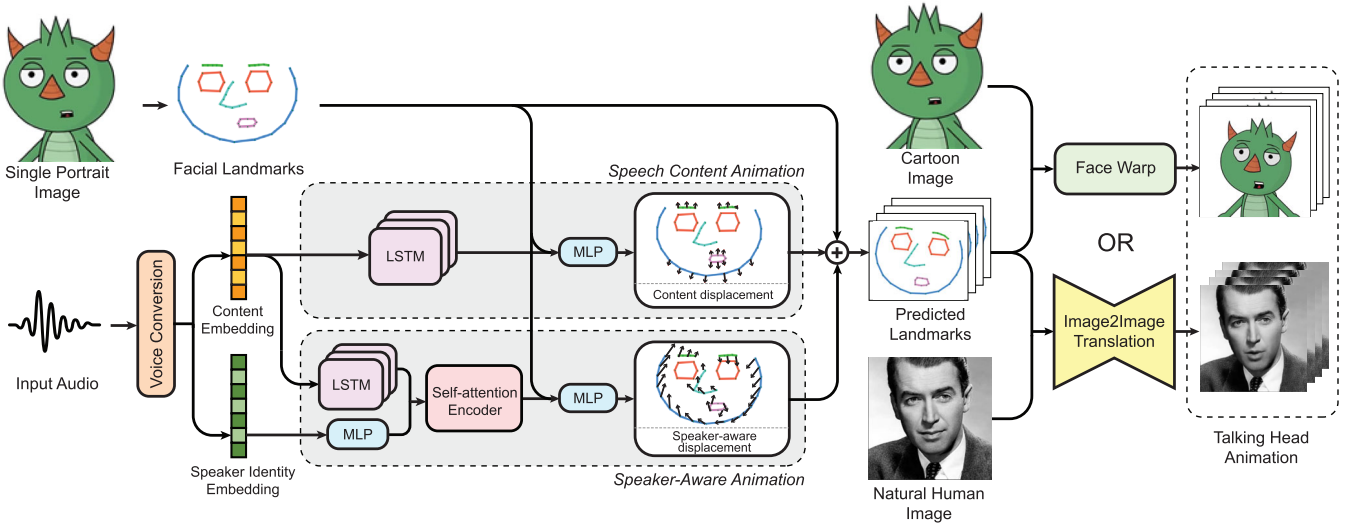 Single Portrait
Image
Facial Landmarks
Input Audio
Voice Conversion
Content
Embedding
Speaker Identity
Embedding
Speech Content Animation
LSTM
MLP
Content displacement
LSTM
MLP
Self-attention
Encoder
MLP
Speaker-aware
displacement
Speaker-Aware Animation
Cartoon
Image
Predicted
Landmarks
Natural Human
Image
Face Warp
OR
Image2Image
Translation
Talking Head
Animation